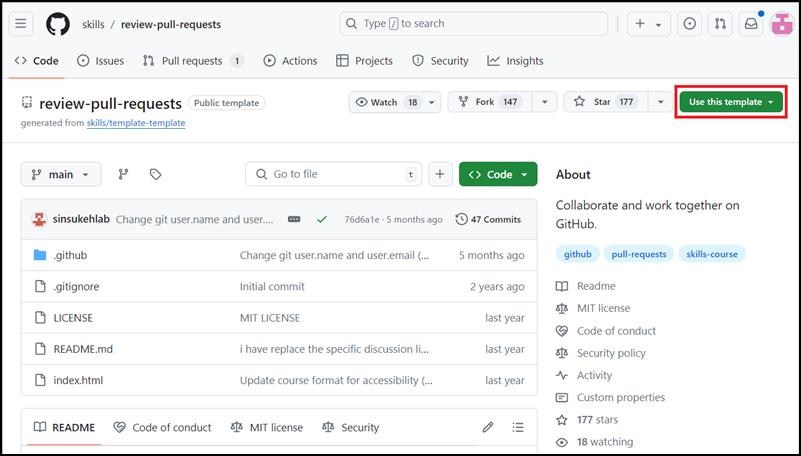 skills / review-pull-requests
Type / to search
Code Issues Pull requests 1 Actions Projects Security Insights
review-pull-requests Public template Watch 18 Fork 147 Star 177 Use this template
generated from skills/template-template
main Go to file t Code
sinsukehlab Change git user.name and user.... 76d6a1e · 5 months ago 47 Commits
.github Change git user.name and user.email (... 5 months ago
.gitignore Initial commit 2 years ago
LICENSE MIT LICENSE last year
README.md i have replace the specific discussion li... last year
index.html Update course format for accessibility (... last year
README Code of conduct MIT license Security
About
Collaborate and work together on
GitHub.
github pull-requests skills-course
Readme
MIT license
Code of conduct
Security policy
Activity
Custom properties
177 stars
18 watching